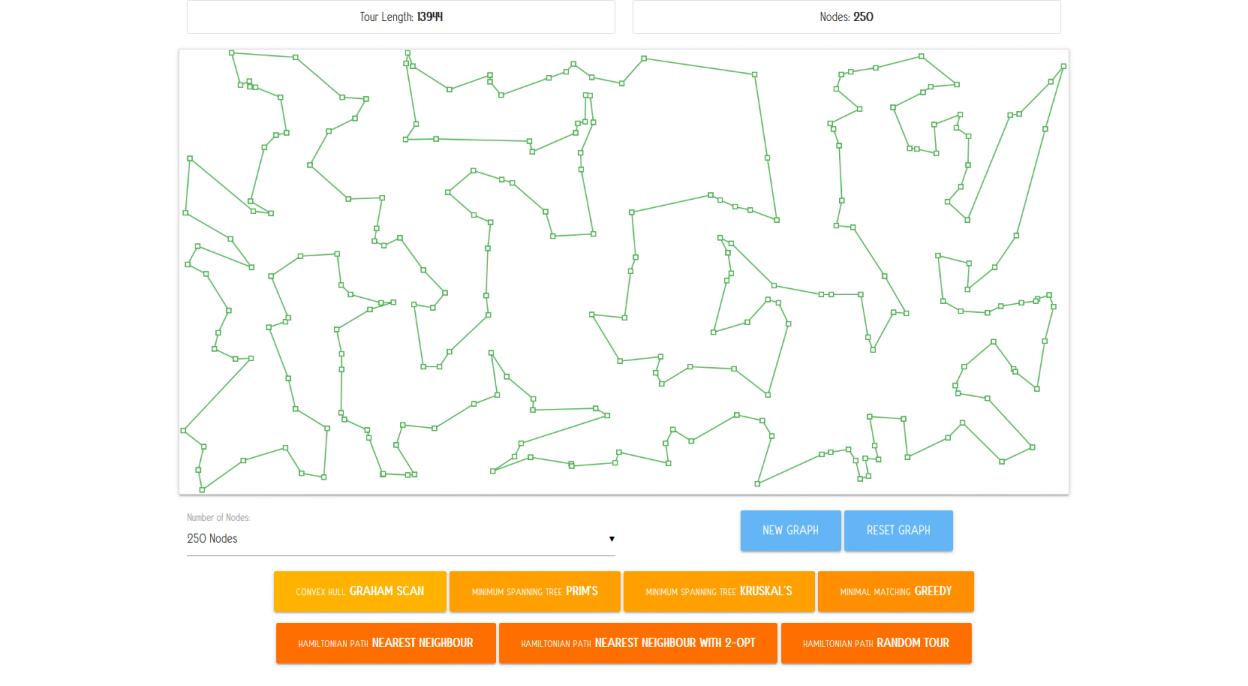 Tour Length: 13944
Nodes: 250
Number of Nodes:
250 Nodes
NEW GRAPH
RESET GRAPH
CONVEX HULL GRAHAM SCAN
MINIMUM SPANNING TREE PRIM'S
MINIMUM SPANNING TREE KRUSKAL'S
MINIMAL MATCHING GREEDY
HAMILTONIAN PATH NEAREST NEIGHBOUR
HAMILTONIAN PATH NEAREST NEIGHBOUR WITH 2-OPT
HAMILTONIAN PATH RANDOM TOUR